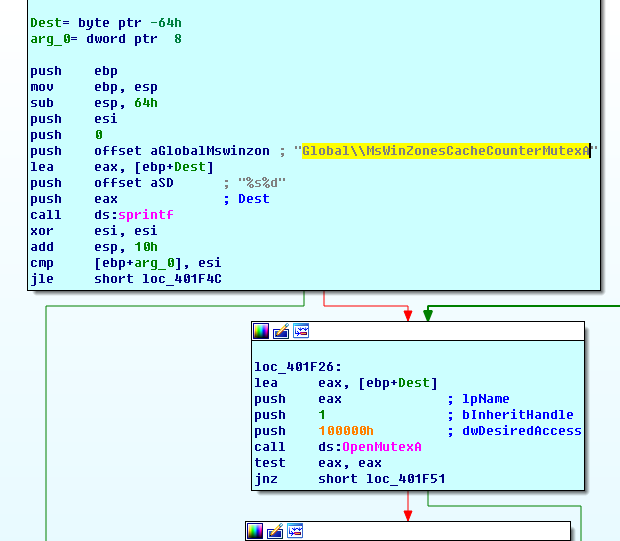 Dest= byte ptr -64h
arg_0= dword ptr  8
push    ebp
mov     ebp, esp
sub     esp, 64h
push    esi
push    0
push    offset aGlobalMswinzon ; "Global\\MsWinZonesCacheCounterMutexA"
lea     eax, [ebp+Dest]
push    offset aSD      ; "%s%d"
push    eax             ; Dest
call    ds:sprintf
xor     esi, esi
add     esp, 10h
cmp     [ebp+arg_0], esi
jle     short loc_401F4C
loc_401F26:
lea     eax, [ebp+Dest]
push    eax             ; lpName
push    1               ; bInheritHandle
push    100000h         ; dwDesiredAccess
call    ds:OpenMutexA
test    eax, eax
jnz     short loc_401F51